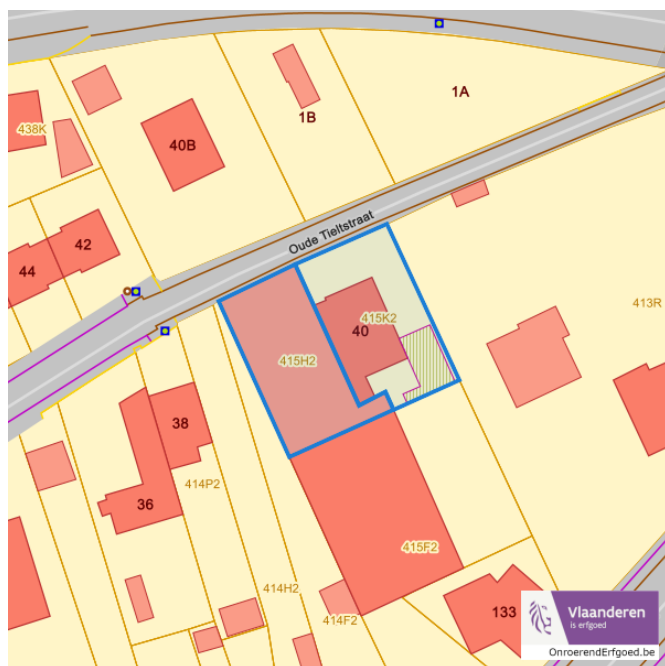 1A
1B
438K
40B
Oude Tieltstraat
42
44
40
415K2
413R
415H2
38
414P2
36
415F2
414H2
133
414F2
Vlaanderen
is erfgoed
OnroerendErfgoed.be